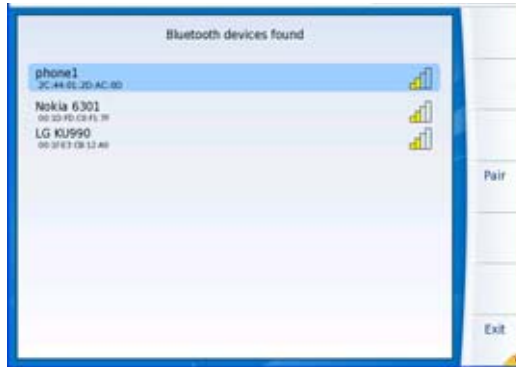 Bluetooth devices found
phone1
2C:44:01:2D:AC:0D
Nokia 6301
LG KU990
Pair
Exit